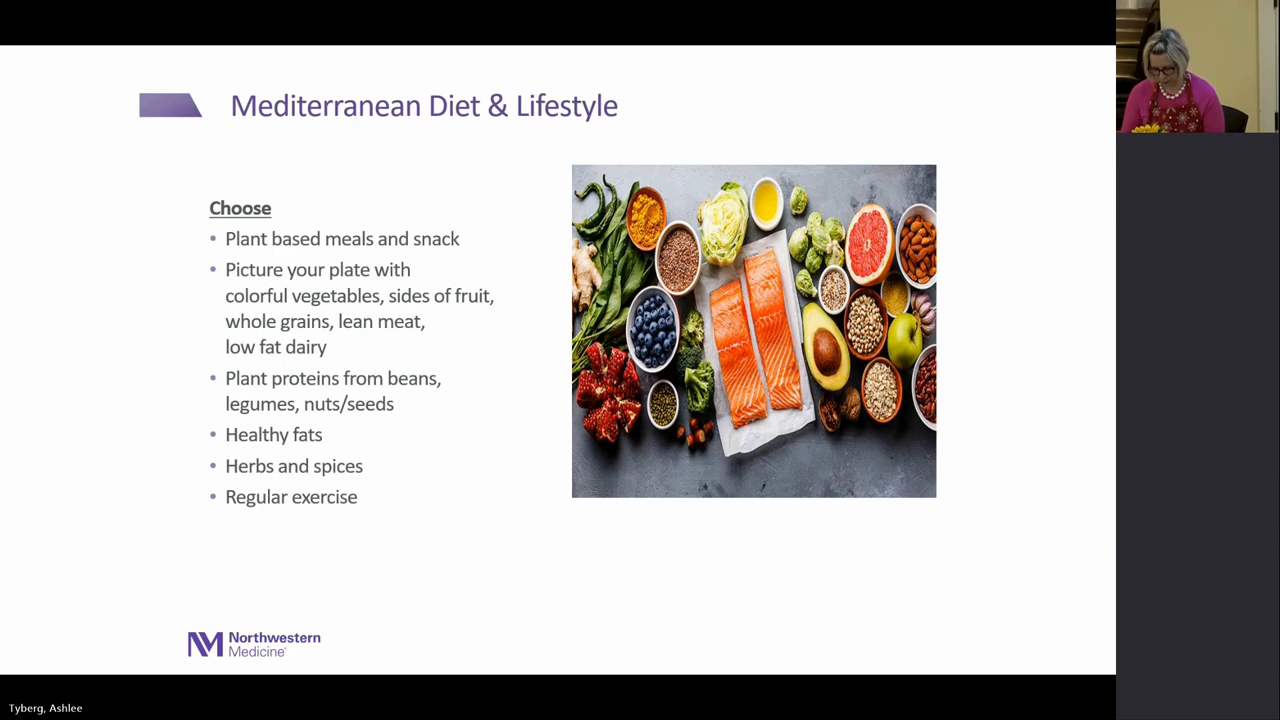 Mediterranean Diet & Lifestyle
Choose
• Plant based meals and snack
• Picture your plate with
colorful vegetables, sides of fruit,
whole grains, lean meat,
low fat dairy
• Plant proteins from beans,
legumes, nuts/seeds
• Healthy fats
• Herbs and spices
• Regular exercise
NM Northwestern
Medicine®
Tyberg, Ashlee